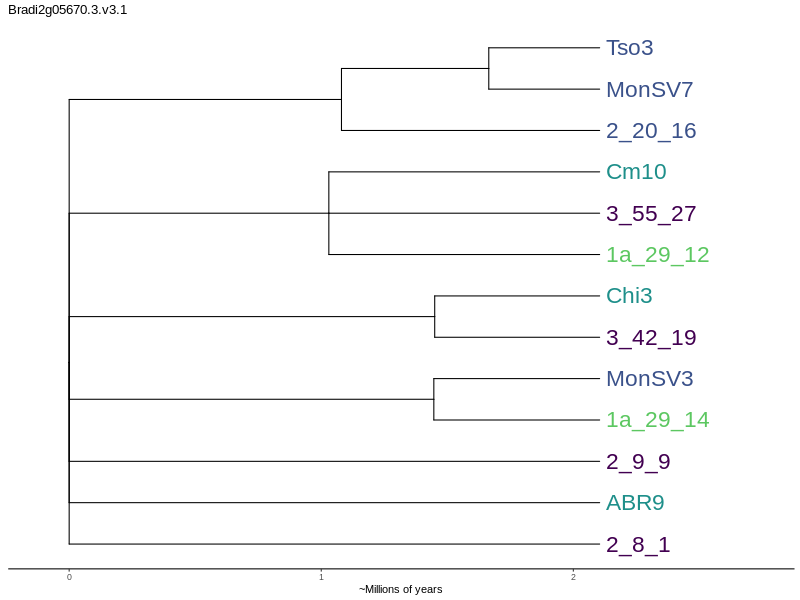 Bradi2g05670.3.v3.1
Tso3
MonSV7
2_20_16
Cm10
3_55_27
1a_29_12
Chi3
3_42_19
MonSV3
1a_29_14
2_9_9
ABR9
2_8_1
0 1 2
~Millions of years